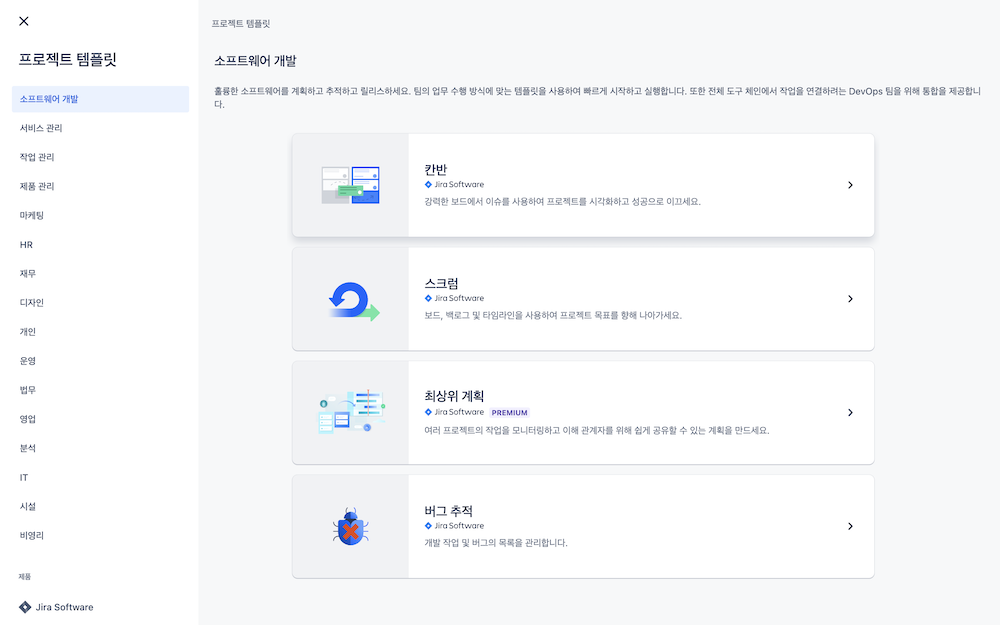 프로젝트 템플릿
소프트웨어 개발
서비스 관리
작업 관리
제품 관리
마케팅
HR
재무
디자인
개인
운영
법무
영업
분석
IT
시설
비영리
제품
Jira Software
프로젝트 템플릿
소프트웨어 개발
훌륭한 소프트웨어를 계획하고 추적하고 릴리스하세요. 팀의 업무 수행 방식에 맞는 템플릿을 사용하여 빠르게 시작하고 실행합니다. 또한 전체 도구 체인에서 작업을 연결하려는 DevOps 팀을 위해 통합을 제공합니
다.
칸반
Jira Software
강력한 보드에서 이슈를 사용하여 프로젝트를 시각화하고 성공으로 이끄세요.
스크럼
Jira Software
보드, 백로그 및 타임라인을 사용하여 프로젝트 목표를 향해 나아가세요.
최상위 계획
Jira Software PREMIUM
여러 프로젝트의 작업을 모니터링하고 이해 관계자를 위해 쉽게 공유할 수 있는 계획을 만드세요.
버그 추적
Jira Software
개발 작업 및 버그의 목록을 관리합니다.